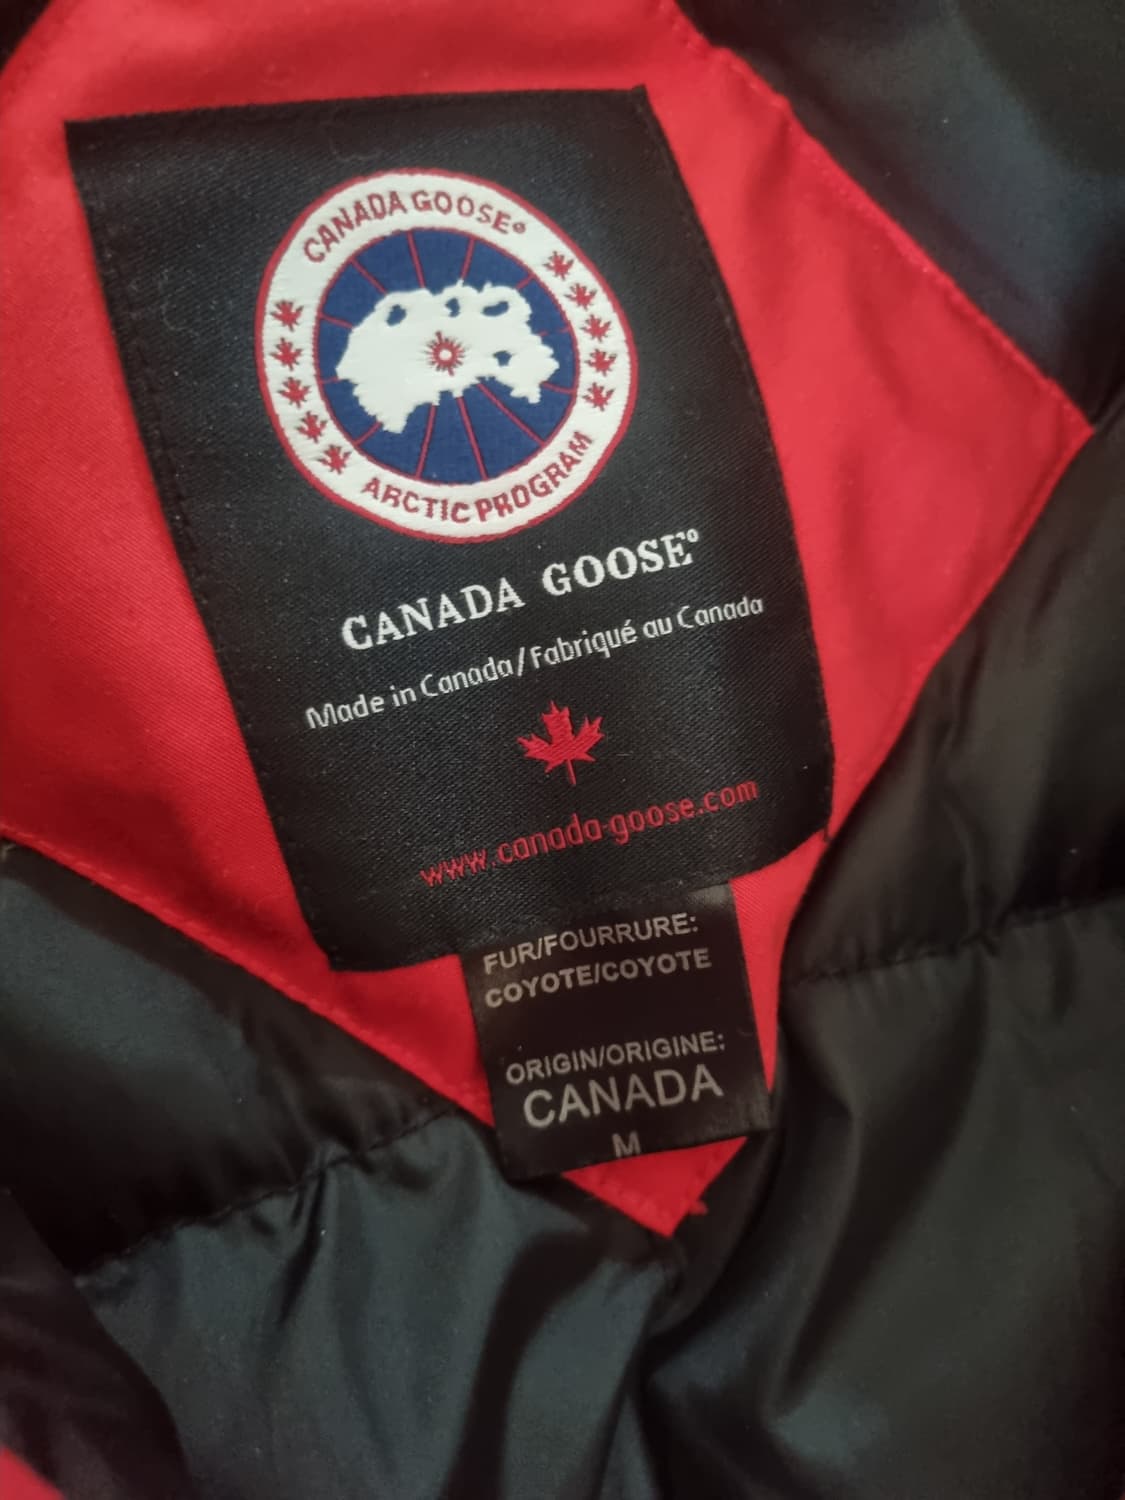 CANADA GOOSE®
ARCTIC PROGRAM
CANADA GOOSE®
Made in Canada/Fabriqué au Canada
www.canada-goose.com
FUR/FOURRURE:
COYOTE/COYOTE
ORIGIN/ORIGINE:
CANADA
M